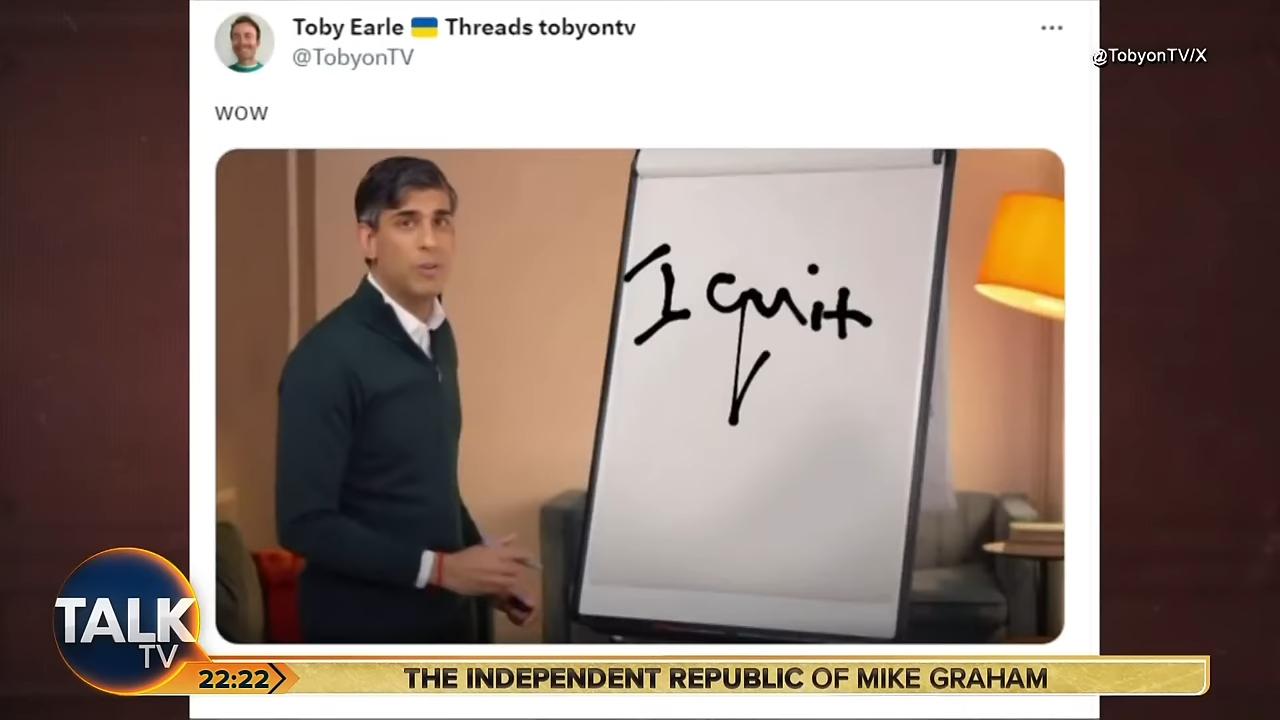 Toby Earle 🇺🇦 Threads tobyontv
@TobyonTV
@TobyonTV/X
wow
I quit
TALK
TV
22:22
THE INDEPENDENT REPUBLIC OF MIKE GRAHAM